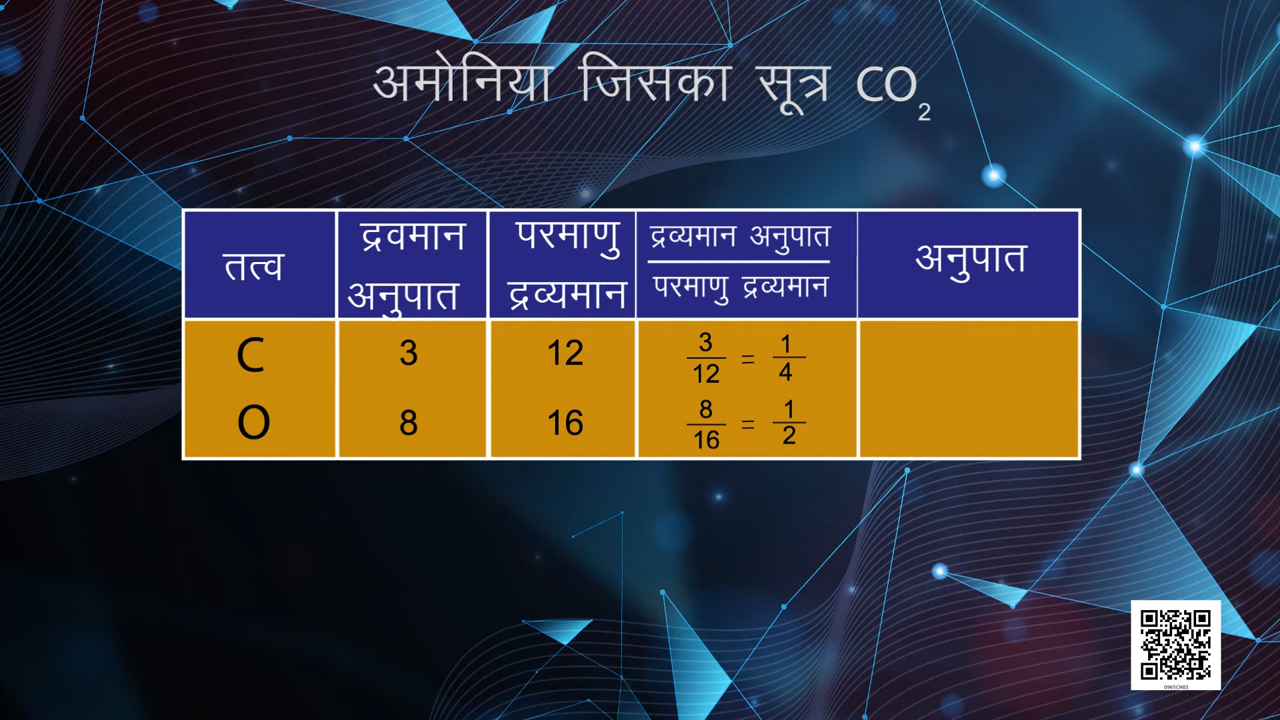 अमोनिया जिसका सूत्र CO₂
तत्व
द्रवमान
अनुपात
परमाणु
द्रव्यमान
द्रव्यमान अनुपात
परमाणु द्रव्यमान
अनुपात
C 3 12 3/12 = 1/4
O 8 16 8/16 = 1/2
0965CH03